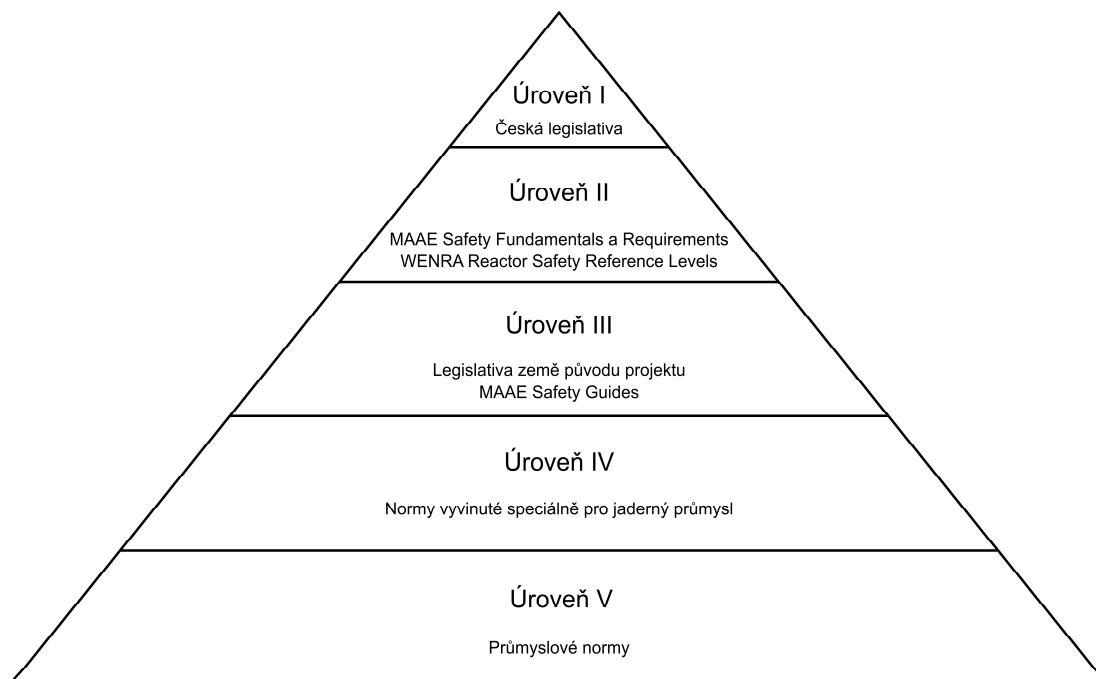 Úroveň I
Česká legislativa
Úroveň II
MAAE Safety Fundamentals a Requirements
WENRA Reactor Safety Reference Levels
Úroveň III
Legislativa země původu projektu
MAAE Safety Guides
Úroveň IV
Normy vyvinuté speciálně pro jaderný průmysl
Úroveň V
Průmyslové normy